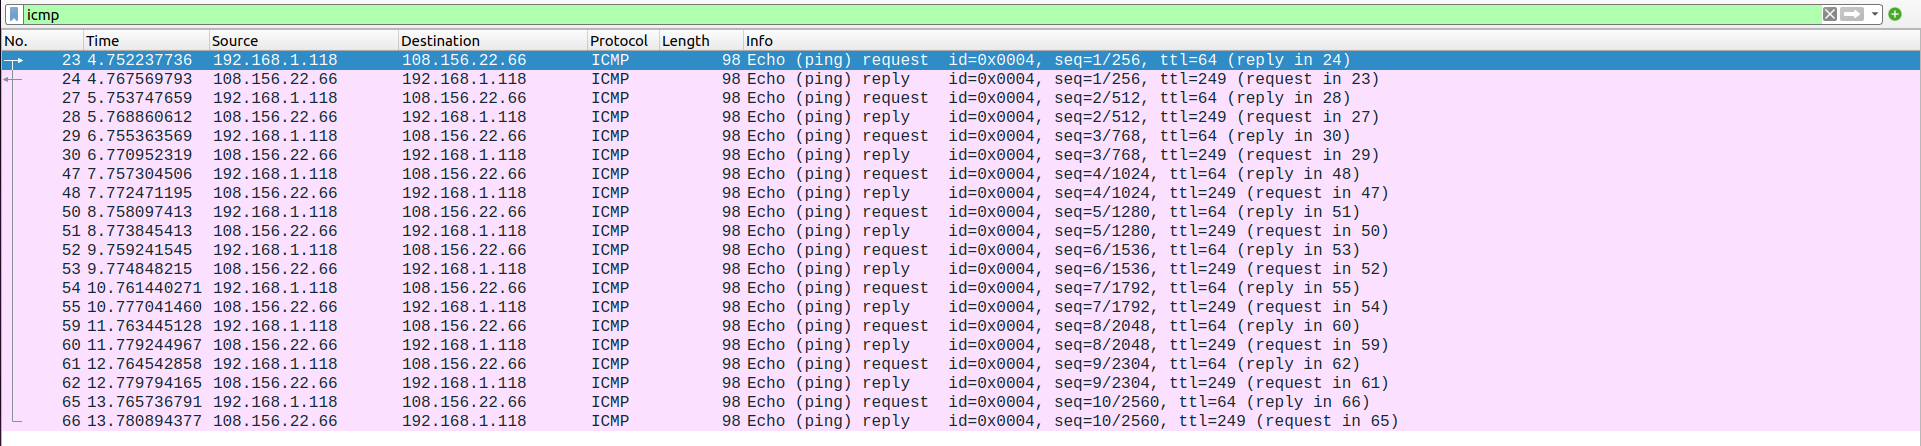 icmp
No. Time Source Destination Protocol Length Info
23 4.752237736 192.168.1.118 108.156.22.66 ICMP 98 Echo (ping) request id=0x0004, seq=1/256, ttl=64 (reply in 24)
24 4.767569793 108.156.22.66 192.168.1.118 ICMP 98 Echo (ping) reply id=0x0004, seq=1/256, ttl=249 (request in 23)
27 5.753747659 192.168.1.118 108.156.22.66 ICMP 98 Echo (ping) request id=0x0004, seq=2/512, ttl=64 (reply in 28)
28 5.768860612 108.156.22.66 192.168.1.118 ICMP 98 Echo (ping) reply id=0x0004, seq=2/512, ttl=249 (request in 27)
29 6.755363569 192.168.1.118 108.156.22.66 ICMP 98 Echo (ping) request id=0x0004, seq=3/768, ttl=64 (reply in 30)
30 6.770952319 108.156.22.66 192.168.1.118 ICMP 98 Echo (ping) reply id=0x0004, seq=3/768, ttl=249 (request in 29)
47 7.757304506 192.168.1.118 108.156.22.66 ICMP 98 Echo (ping) request id=0x0004, seq=4/1024, ttl=64 (reply in 48)
48 7.772471195 108.156.22.66 192.168.1.118 ICMP 98 Echo (ping) reply id=0x0004, seq=4/1024, ttl=249 (request in 47)
50 8.758097413 192.168.1.118 108.156.22.66 ICMP 98 Echo (ping) request id=0x0004, seq=5/1280, ttl=64 (reply in 51)
51 8.773845413 108.156.22.66 192.168.1.118 ICMP 98 Echo (ping) reply id=0x0004, seq=5/1280, ttl=249 (request in 50)
52 9.759241545 192.168.1.118 108.156.22.66 ICMP 98 Echo (ping) request id=0x0004, seq=6/1536, ttl=64 (reply in 53)
53 9.774848215 108.156.22.66 192.168.1.118 ICMP 98 Echo (ping) reply id=0x0004, seq=6/1536, ttl=249 (request in 52)
54 10.761440271 192.168.1.118 108.156.22.66 ICMP 98 Echo (ping) request id=0x0004, seq=7/1792, ttl=64 (reply in 55)
55 10.777041460 108.156.22.66 192.168.1.118 ICMP 98 Echo (ping) reply id=0x0004, seq=7/1792, ttl=249 (request in 54)
59 11.763445128 192.168.1.118 108.156.22.66 ICMP 98 Echo (ping) request id=0x0004, seq=8/2048, ttl=64 (reply in 60)
60 11.779244967 108.156.22.66 192.168.1.118 ICMP 98 Echo (ping) reply id=0x0004, seq=8/2048, ttl=249 (request in 59)
61 12.764542858 192.168.1.118 108.156.22.66 ICMP 98 Echo (ping) request id=0x0004, seq=9/2304, ttl=64 (reply in 62)
62 12.779794165 108.156.22.66 192.168.1.118 ICMP 98 Echo (ping) reply id=0x0004, seq=9/2304, ttl=249 (request in 61)
65 13.765736791 192.168.1.118 108.156.22.66 ICMP 98 Echo (ping) request id=0x0004, seq=10/2560, ttl=64 (reply in 66)
66 13.780894377 108.156.22.66 192.168.1.118 ICMP 98 Echo (ping) reply id=0x0004, seq=10/2560, ttl=249 (request in 65)